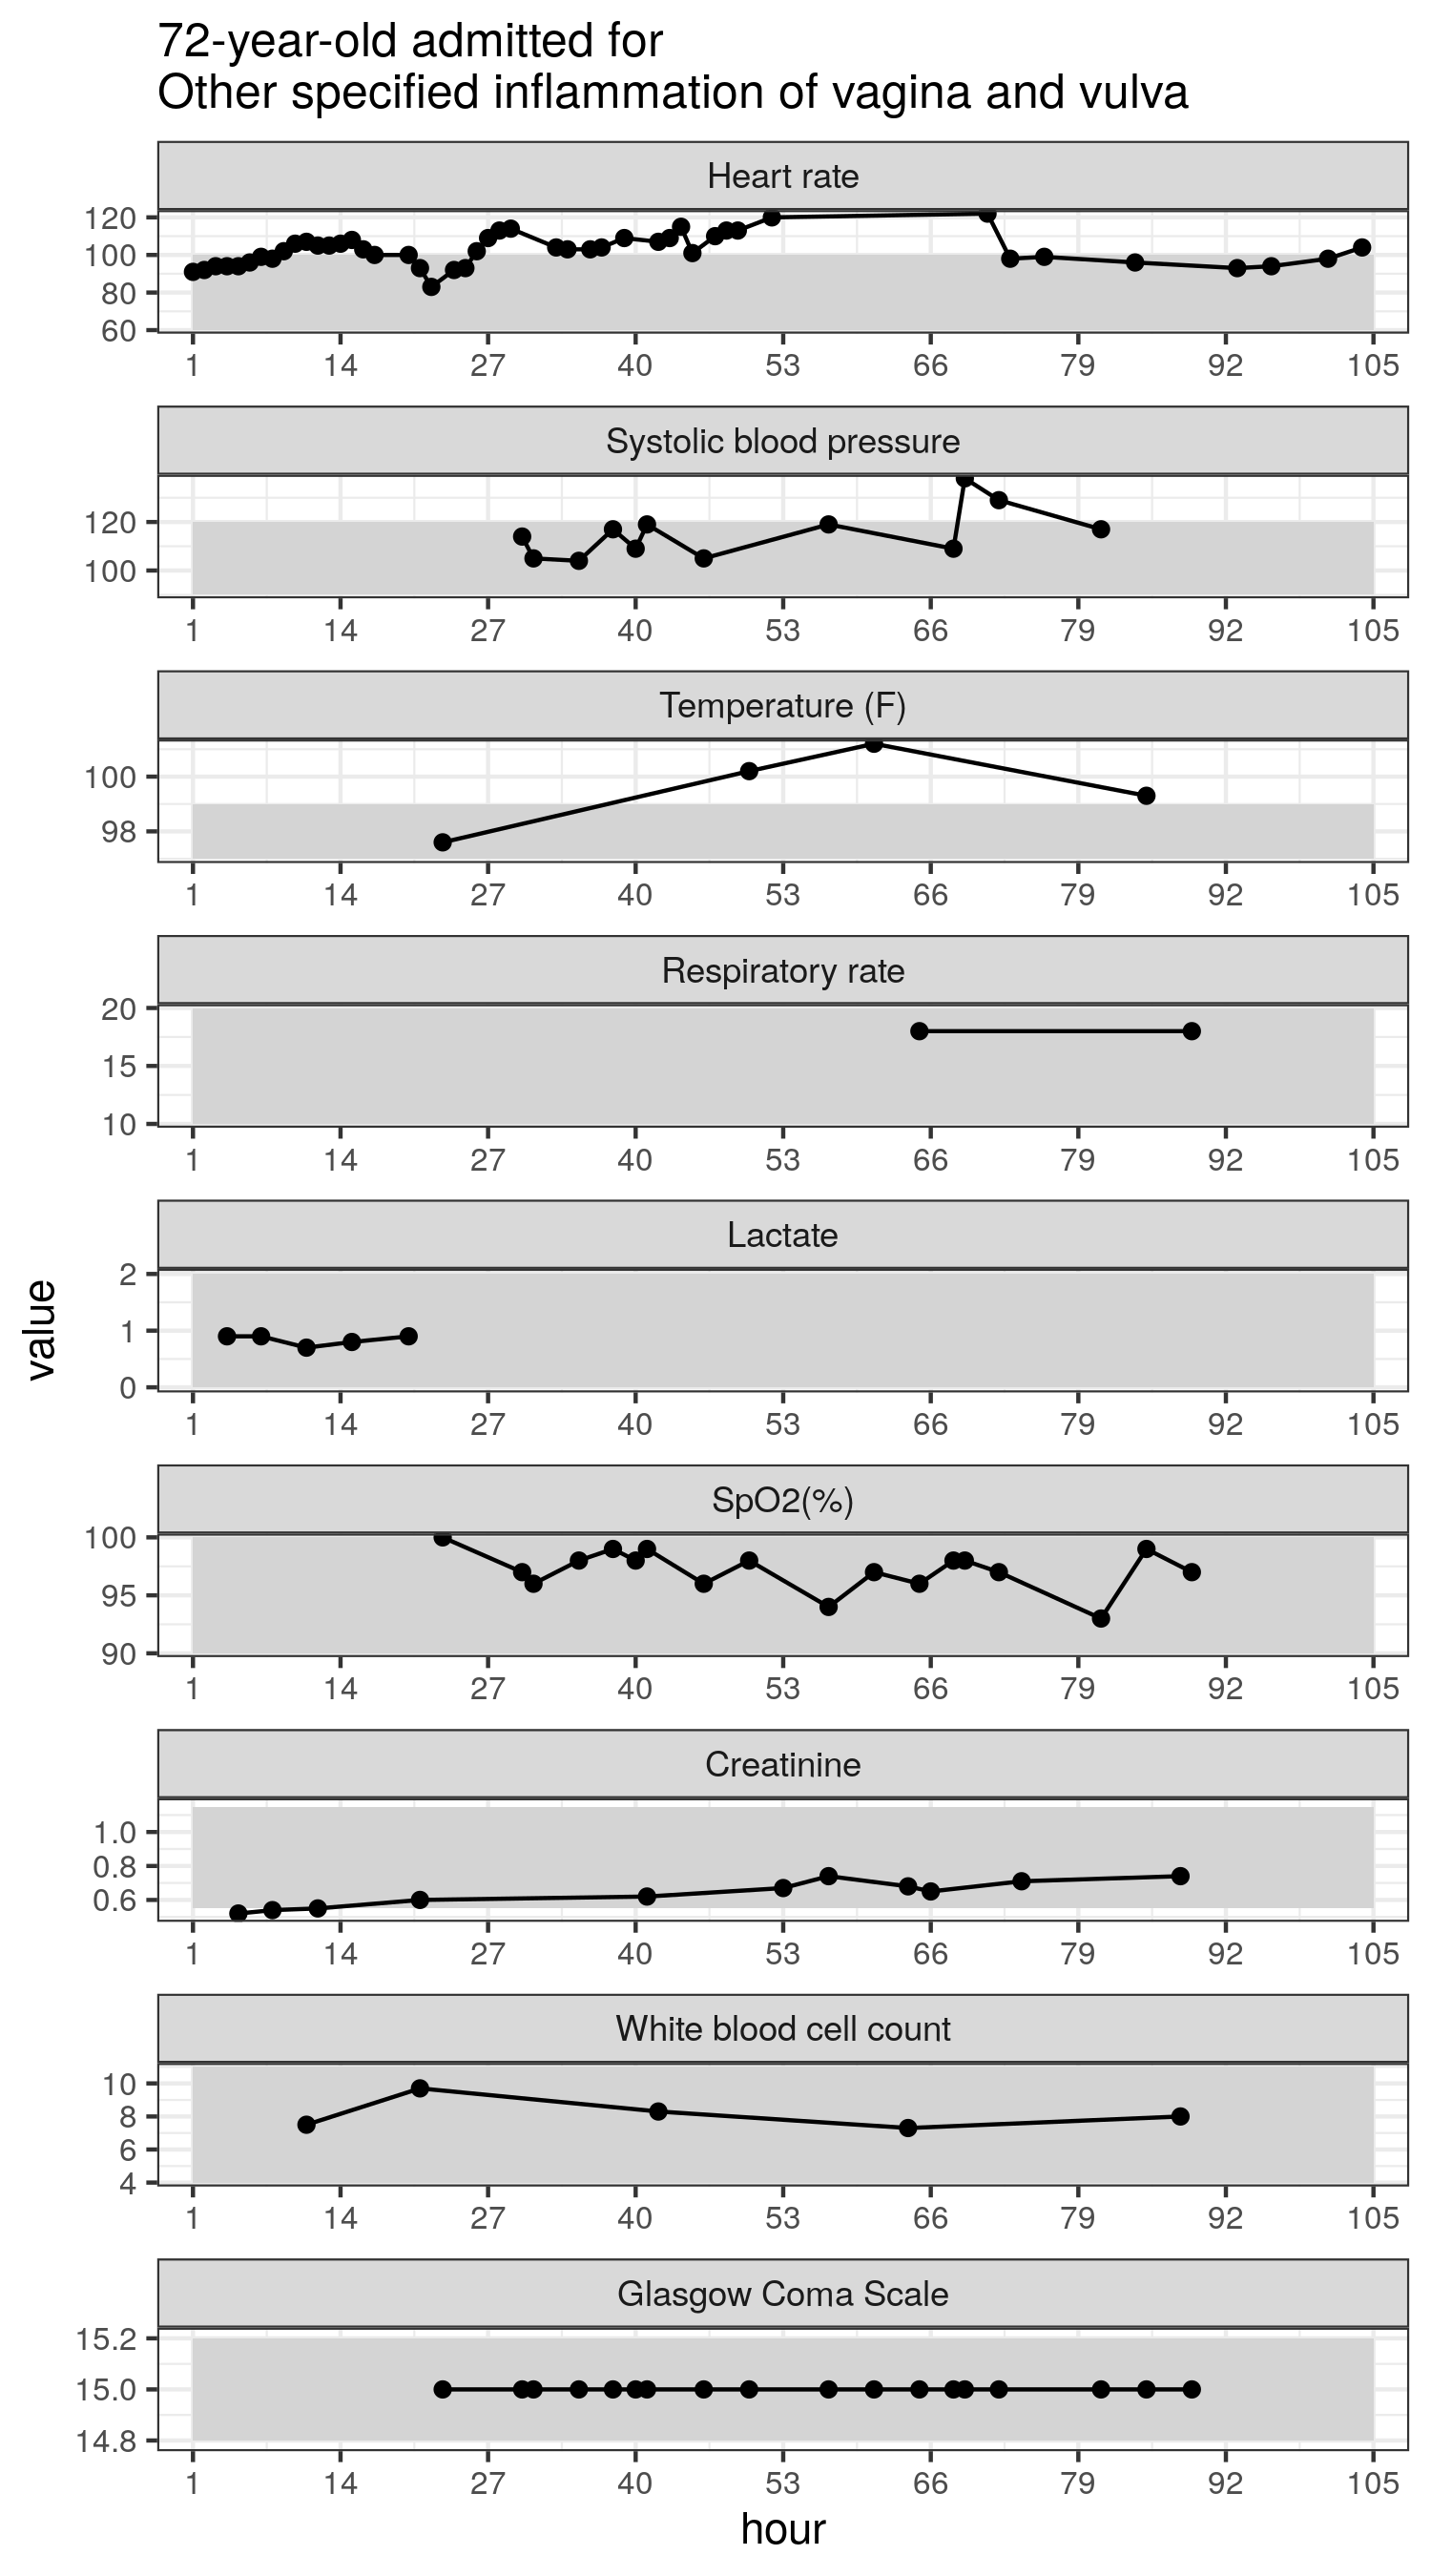 72-year-old admitted for
Other specified inflammation of vagina and vulva
Heart rate
120
100
80
60
1 14 27 40 53 66 79 92 105
Systolic blood pressure
120
100
1 14 27 40 53 66 79 92 105
Temperature (F)
100
98
1 14 27 40 53 66 79 92 105
Respiratory rate
20
15
10
1 14 27 40 53 66 79 92 105
Lactate
2
1
0
1 14 27 40 53 66 79 92 105
value
SpO2(%)
100
95
90
1 14 27 40 53 66 79 92 105
Creatinine
1.0
0.8
0.6
1 14 27 40 53 66 79 92 105
White blood cell count
10
8
6
4
1 14 27 40 53 66 79 92 105
Glasgow Coma Scale
15.2
15.0
14.8
1 14 27 40 53 66 79 92 105
hour